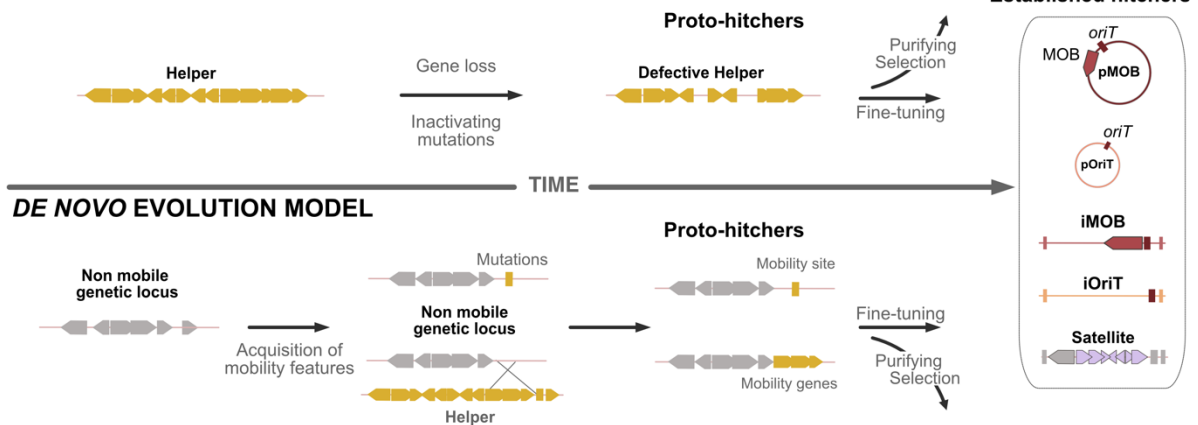 Proto-hitchers
Established hitchers
Helper
Gene loss
Inactivating
mutations
Defective Helper
Purifying
Selection
Fine-tuning
oriT
MOB
pMOB
oriT
pOriT
TIME
DE NOVO EVOLUTION MODEL
Non mobile
genetic locus
Acquisition of
mobility features
Mutations
Non mobile
genetic locus
Helper
Proto-hitchers
Mobility site
Mobility genes
Fine-tuning
Purifying
Selection
iMOB
iOriT
Satellite